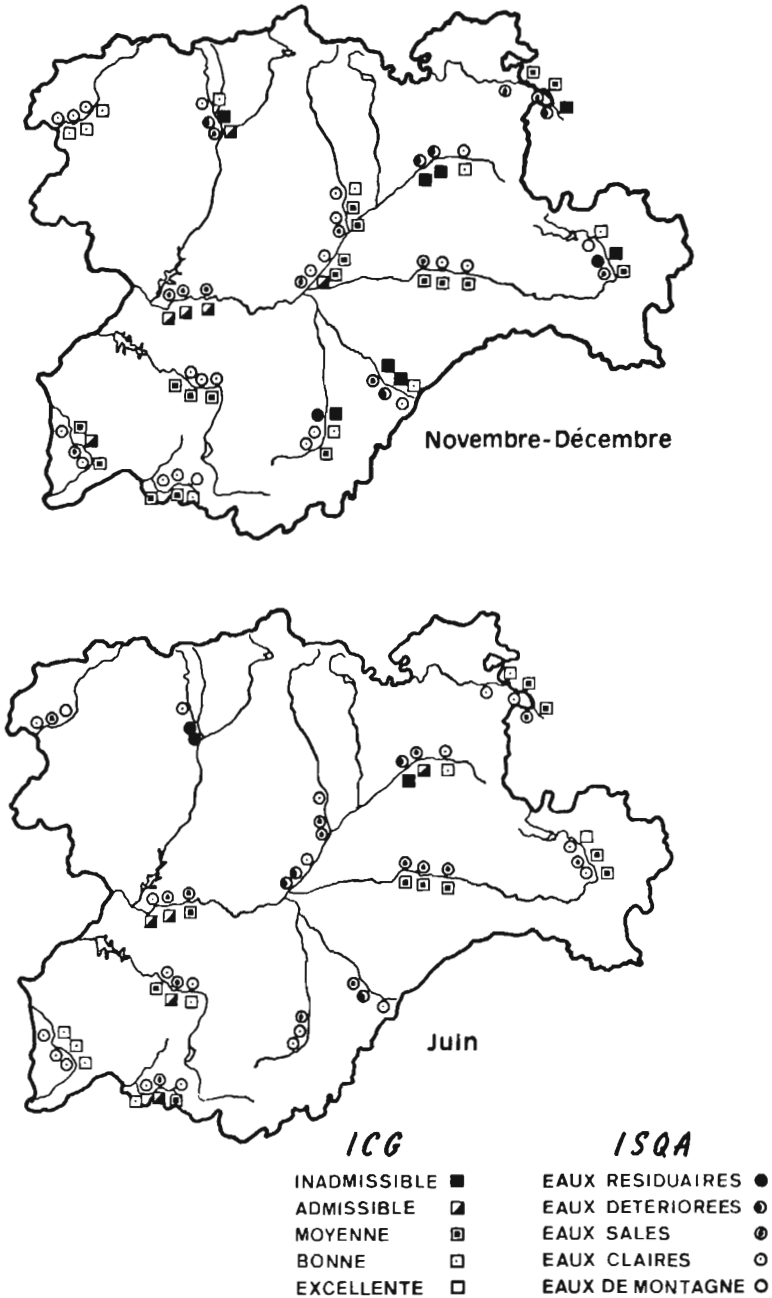 Novembre-Décembre
Juin
ICG
INADMISSIBLE
ADMISSIBLE
MOYENNE
BONNE
EXCELLENTE
ISQA
EAUX RESIDUAIRES
EAUX DETERIOREES
EAUX SALES
EAUX CLAIRES
EAUX DE MONTAGNE